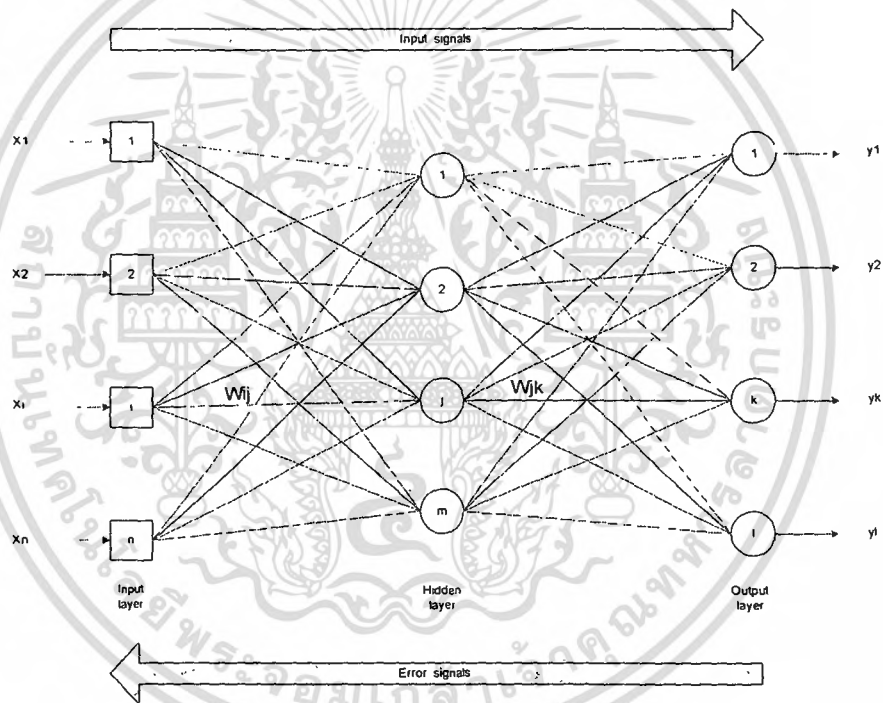 Input signals
X1 1 1 1 y1
X2 2 2 2 y2
Xi i Wij j Wjk k yk
Xn n m l yl
Input layer
Hidden layer
Output layer
Error signals